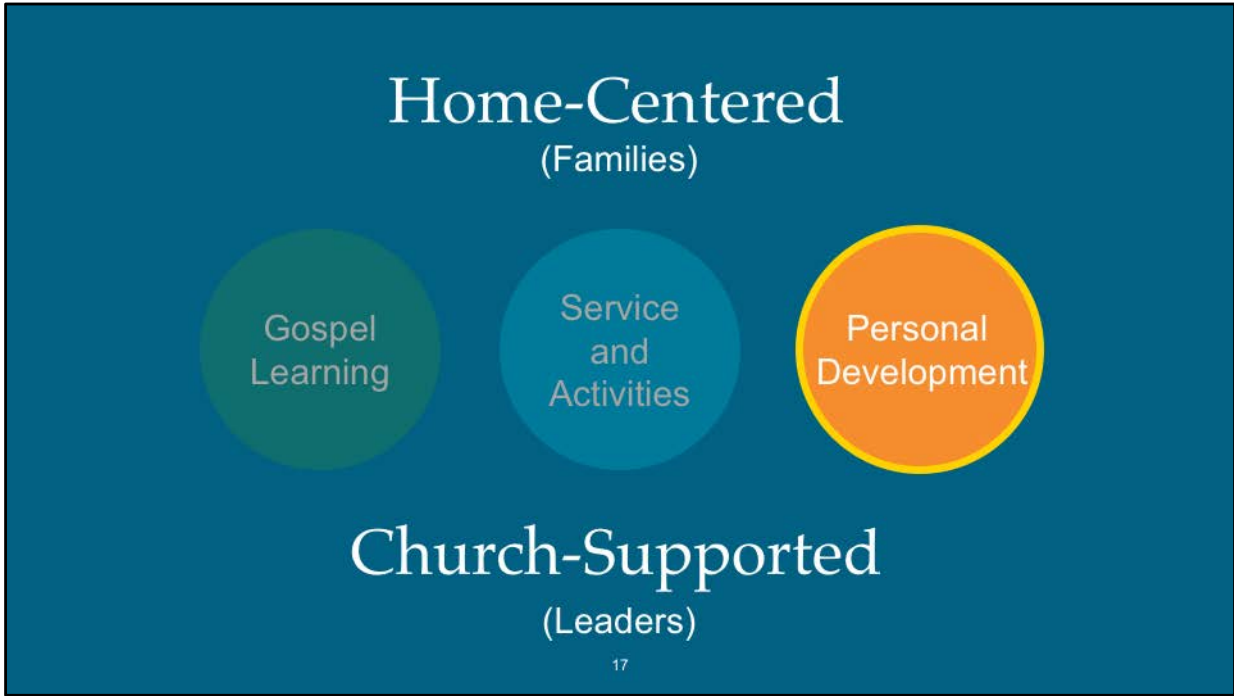 Home-Centered
(Families)
Gospel
Learning
Service
and
Activities
Personal
Development
Church-Supported
(Leaders)
17